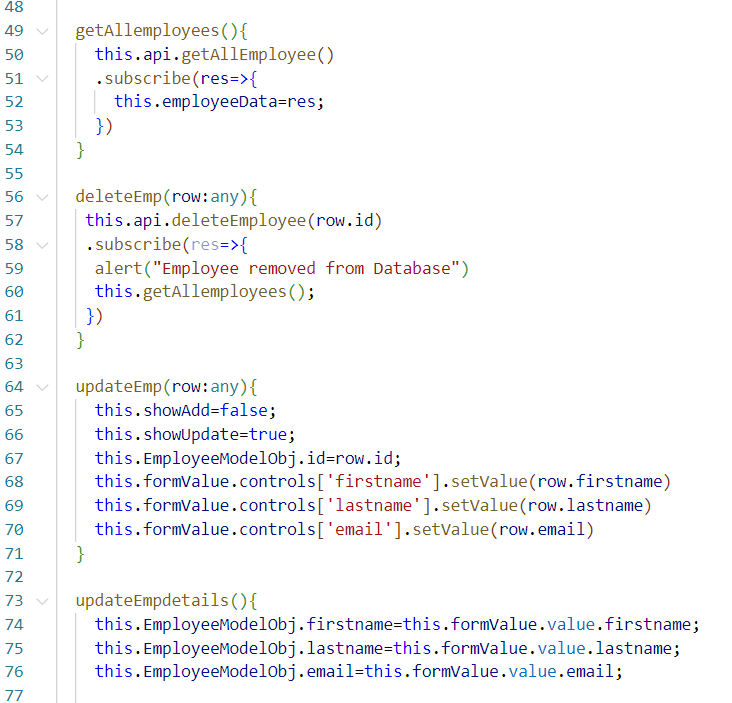 48
49 getAllemployees(){
50 this.api.getAllEmployee()
51 .subscribe(res=>{
52 this.employeeData=res;
53 })
54 }
55
56 deleteEmp(row:any){
57 this.api.deleteEmployee(row.id)
58 .subscribe(res=>{
59 alert("Employee removed from Database")
60 this.getAllemployees();
61 })
62 }
63
64 updateEmp(row:any){
65 this.showAdd=false;
66 this.showUpdate=true;
67 this.EmployeeModelObj.id=row.id;
68 this.formValue.controls['firstname'].setValue(row.firstname)
69 this.formValue.controls['lastname'].setValue(row.lastname)
70 this.formValue.controls['email'].setValue(row.email)
71 }
72
73 updateEmpdetails(){
74 this.EmployeeModelObj.firstname=this.formValue.value.firstname;
75 this.EmployeeModelObj.lastname=this.formValue.value.lastname;
76 this.EmployeeModelObj.email=this.formValue.value.email;
77